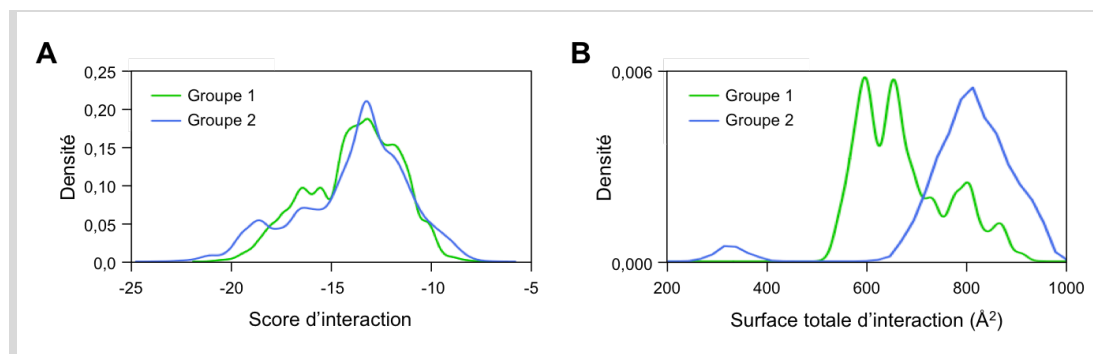 A
0,25
0,20
0,15
0,10
0,05
0,0
Densité
Groupe 1
Groupe 2
-25
-20
-15
-10
-5
Score d’interaction
B
0,006
0,000
Densité
Groupe 1
Groupe 2
200
400
600
800
1000
Surface totale d’interaction (Å²)